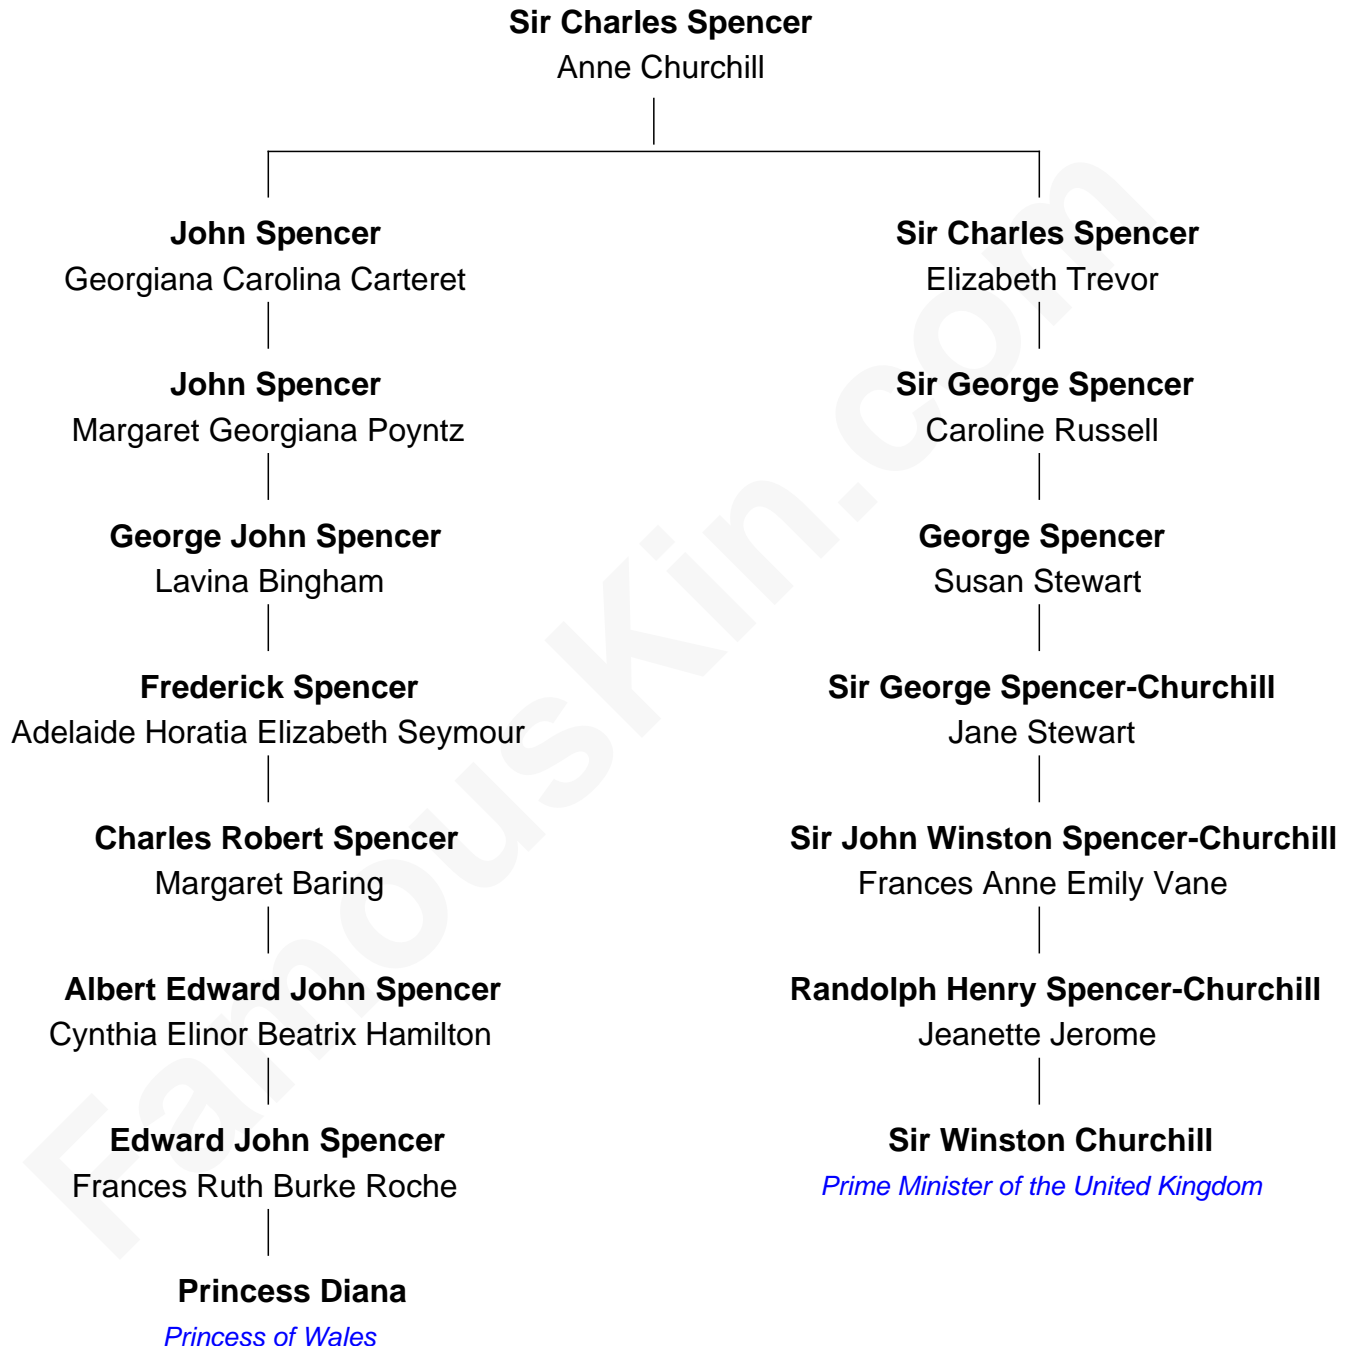 Sir Charles Spencer
Anne Churchill
John Spencer
Georgiana Carolina Carteret
Sir Charles Spencer
Elizabeth Trevor
John Spencer
Margaret Georgiana Poyntz
Sir George Spencer
Caroline Russell
George John Spencer
Lavina Bingham
George Spencer
Susan Stewart
Frederick Spencer
Adelaide Horatia Elizabeth Seymour
Sir George Spencer-Churchill
Jane Stewart
Charles Robert Spencer
Margaret Baring
Sir John Winston Spencer-Churchill
Frances Anne Emily Vane
Albert Edward John Spencer
Cynthia Elinor Beatrix Hamilton
Randolph Henry Spencer-Churchill
Jeanette Jerome
Edward John Spencer
Frances Ruth Burke Roche
Sir Winston Churchill
Prime Minister of the United Kingdom
Princess Diana
Princess of Wales
FamousKin.com